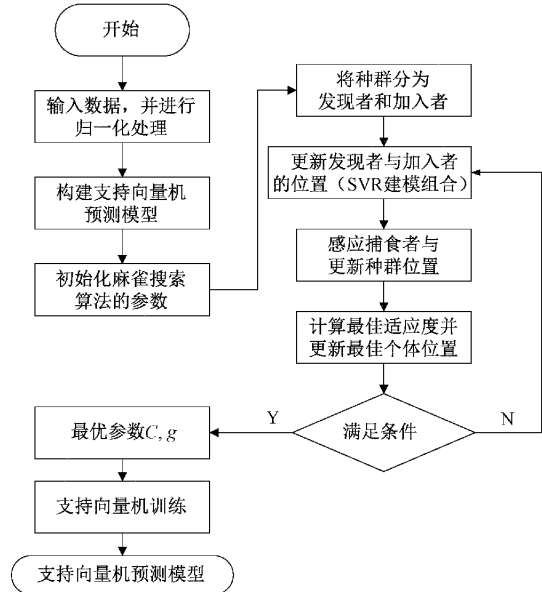 开始
输入数据，并进行
归一化处理
构建支持向量机
预测模型
初始化麻雀搜索
算法的参数
将种群分为
发现者和加入者
更新发现者与加入者
的位置（SVR建模组合）
感应捕食者与
更新种群位置
计算最佳适应度并
更新最佳个体位置
满足条件
Y
N
最优参数C, g
支持向量机训练
支持向量机预测模型